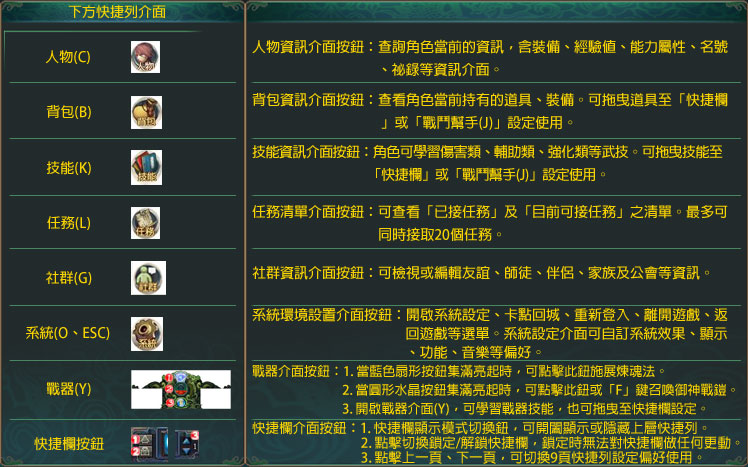 下方快捷列介面
人物(C)
人物
人物資訊介面按鈕：查詢角色當前的資訊，含裝備、經驗值、能力屬性、名號
、祕錄等資訊介面。
背包(B)
背包
背包資訊介面按鈕：查看角色當前持有的道具、裝備。可拖曳道具至「快捷欄
」或「戰鬥幫手(J)」設定使用。
技能(K)
技能
技能資訊介面按鈕：角色可學習傷害類、輔助類、強化類等武技。可拖曳技能至
「快捷欄」或「戰鬥幫手(J)」設定使用。
任務(L)
任務
任務清單介面按鈕：可查看「已接任務」及「目前可接任務」之清單。最多可
同時接取20個任務。
社群(G)
社群
社群資訊介面按鈕：可檢視或編輯友誼、師徒、伴侶、家族及公會等資訊。
系統(O、ESC)
系統
系統環境設置介面按鈕：開啟系統設定、卡點回城、重新登入、離開遊戲、返
回遊戲等選單。系統設定介面可自訂系統效果、顯示
、功能、音樂等偏好。
戰器(Y)
1
2
3
戰器介面按鈕：1. 當藍色扇形按鈕集滿亮起時，可點擊此鈕施展煉魂法。
2. 當圓形水晶按鈕集滿亮起時，可點擊此鈕或「F」鍵召喚御神戰鎧。
3. 開啟戰器介面(Y)，可學習戰器技能，也可拖曳至快捷欄設定。
快捷欄按鈕
1
2
3
快捷欄介面按鈕：1. 快捷欄顯示模式切換鈕，可開圖顯示或隱藏上層快捷列。
2. 點擊切換鎖定/解鎖快捷欄，鎖定時無法對快捷欄做任何更動。
3. 點擊上一頁、下一頁，可切換9頁快捷列設定偏好使用。